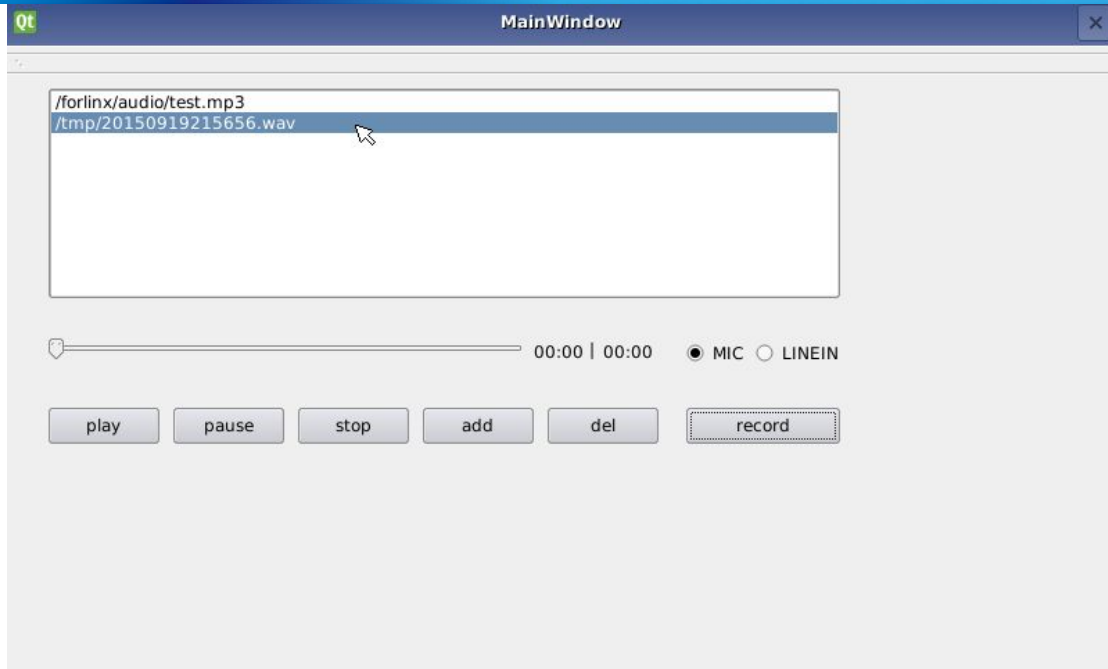 Qt MainWindow
/forlinx/audio/test.mp3
/tmp/20150919215656.wav
00:00 | 00:00 MIC LINEIN
play pause stop add del record